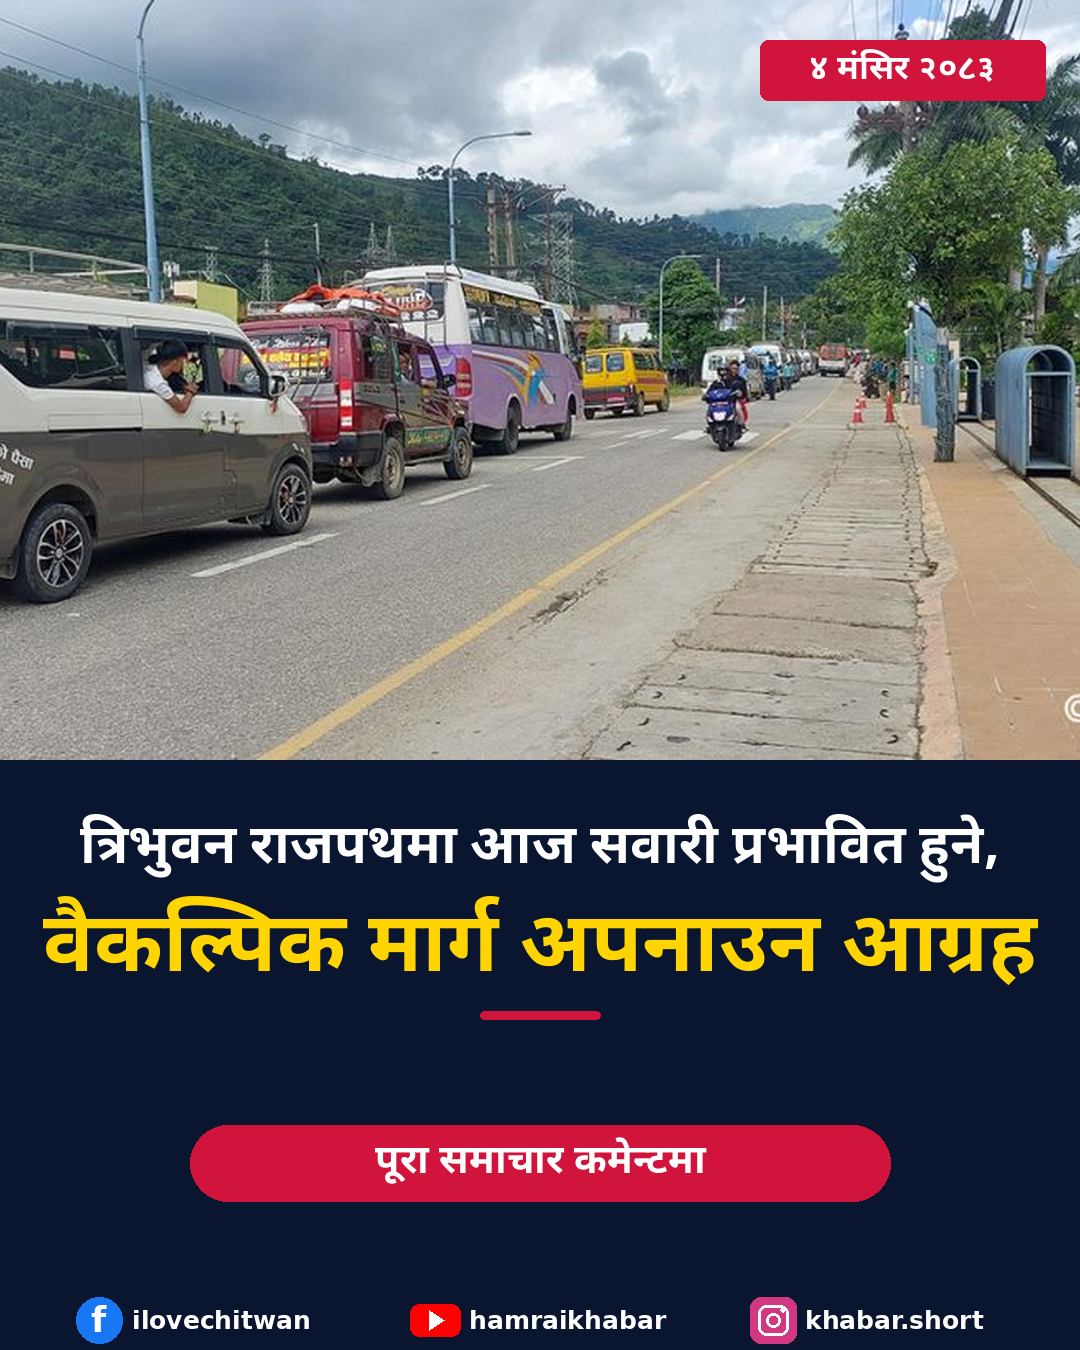 ४ मंसिर २०८३
©
त्रिभुवन राजपथमा आज सवारी प्रभावित हुने,
वैकल्पिक मार्ग अपनाउन आग्रह
पूरा समाचार कमेन्टमा
ilovechitwan
hamraikhabar
khabar.short